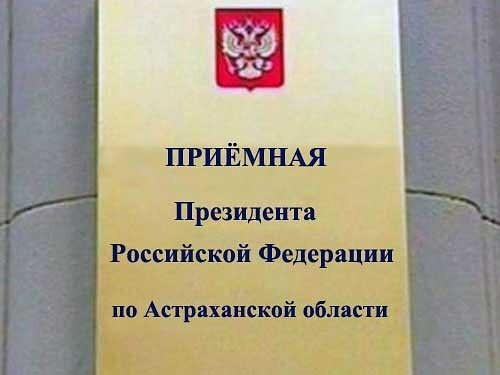 ПРИЁМНАЯ
Президента
Российской Федерации
по Астраханской области